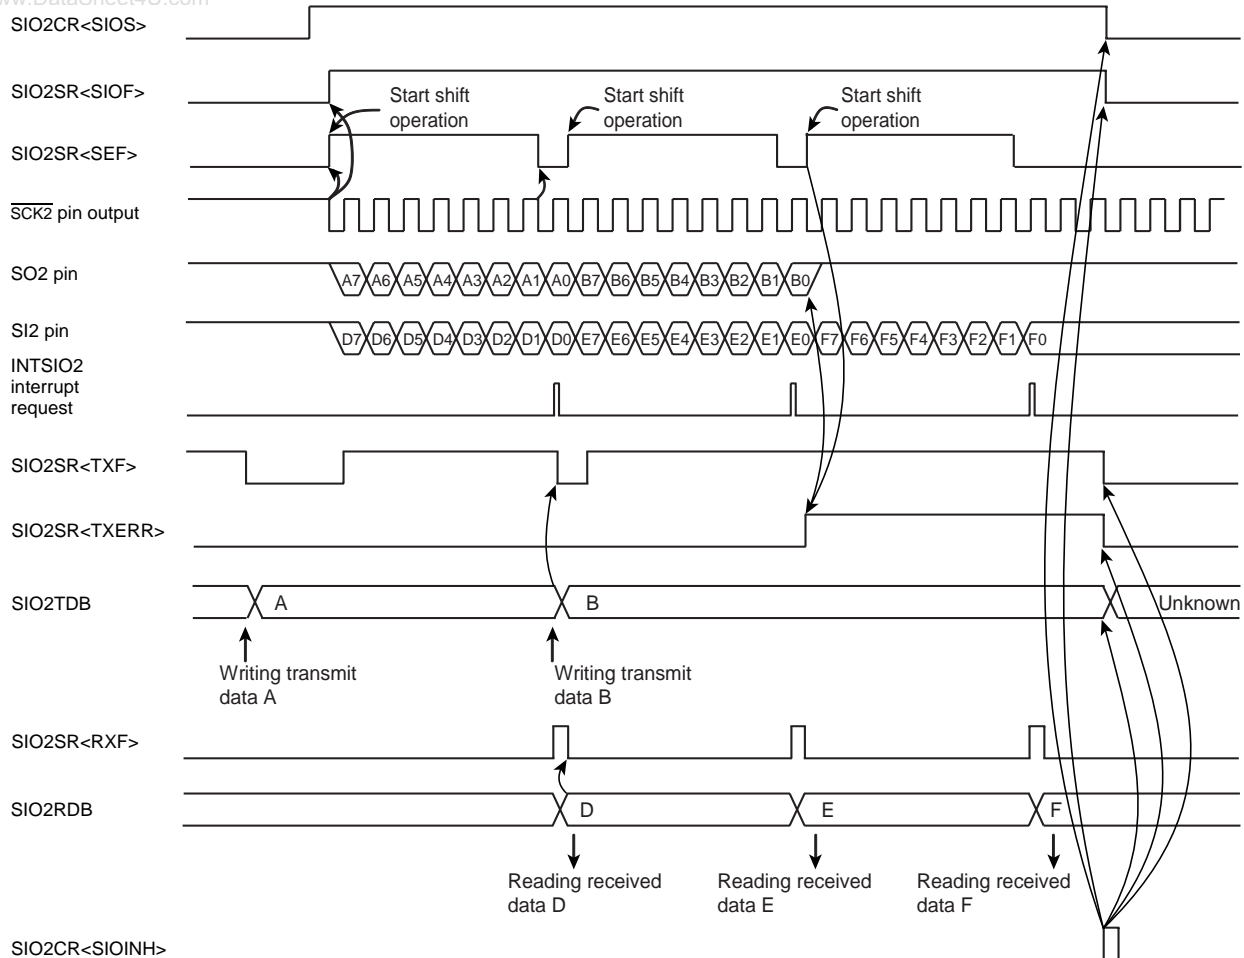 www.DataSheet4U.com
SIO2CR<SIOS>
SIO2SR<SIOF>
Start shift
operation
Start shift
operation
Start shift
operation
SIO2SR<SEF>
SCK2 pin output
SO2 pin
A7 A6 A5 A4 A3 A2 A1 A0 B7 B6 B5 B4 B3 B2 B1 B0
SI2 pin
D7 D6 D5 D4 D3 D2 D1 D0 E7 E6 E5 E4 E3 E2 E1 E0 F7 F6 F5 F4 F3 F2 F1 F0
INTSIO2
interrupt
request
SIO2SR<TXF>
SIO2SR<TXERR>
SIO2TDB
A
B
Unknown
Writing transmit
data A
Writing transmit
data B
SIO2SR<RXF>
SIO2RDB
D
E
F
Reading received
data D
Reading received
data E
Reading received
data F
SIO2CR<SIOINH>